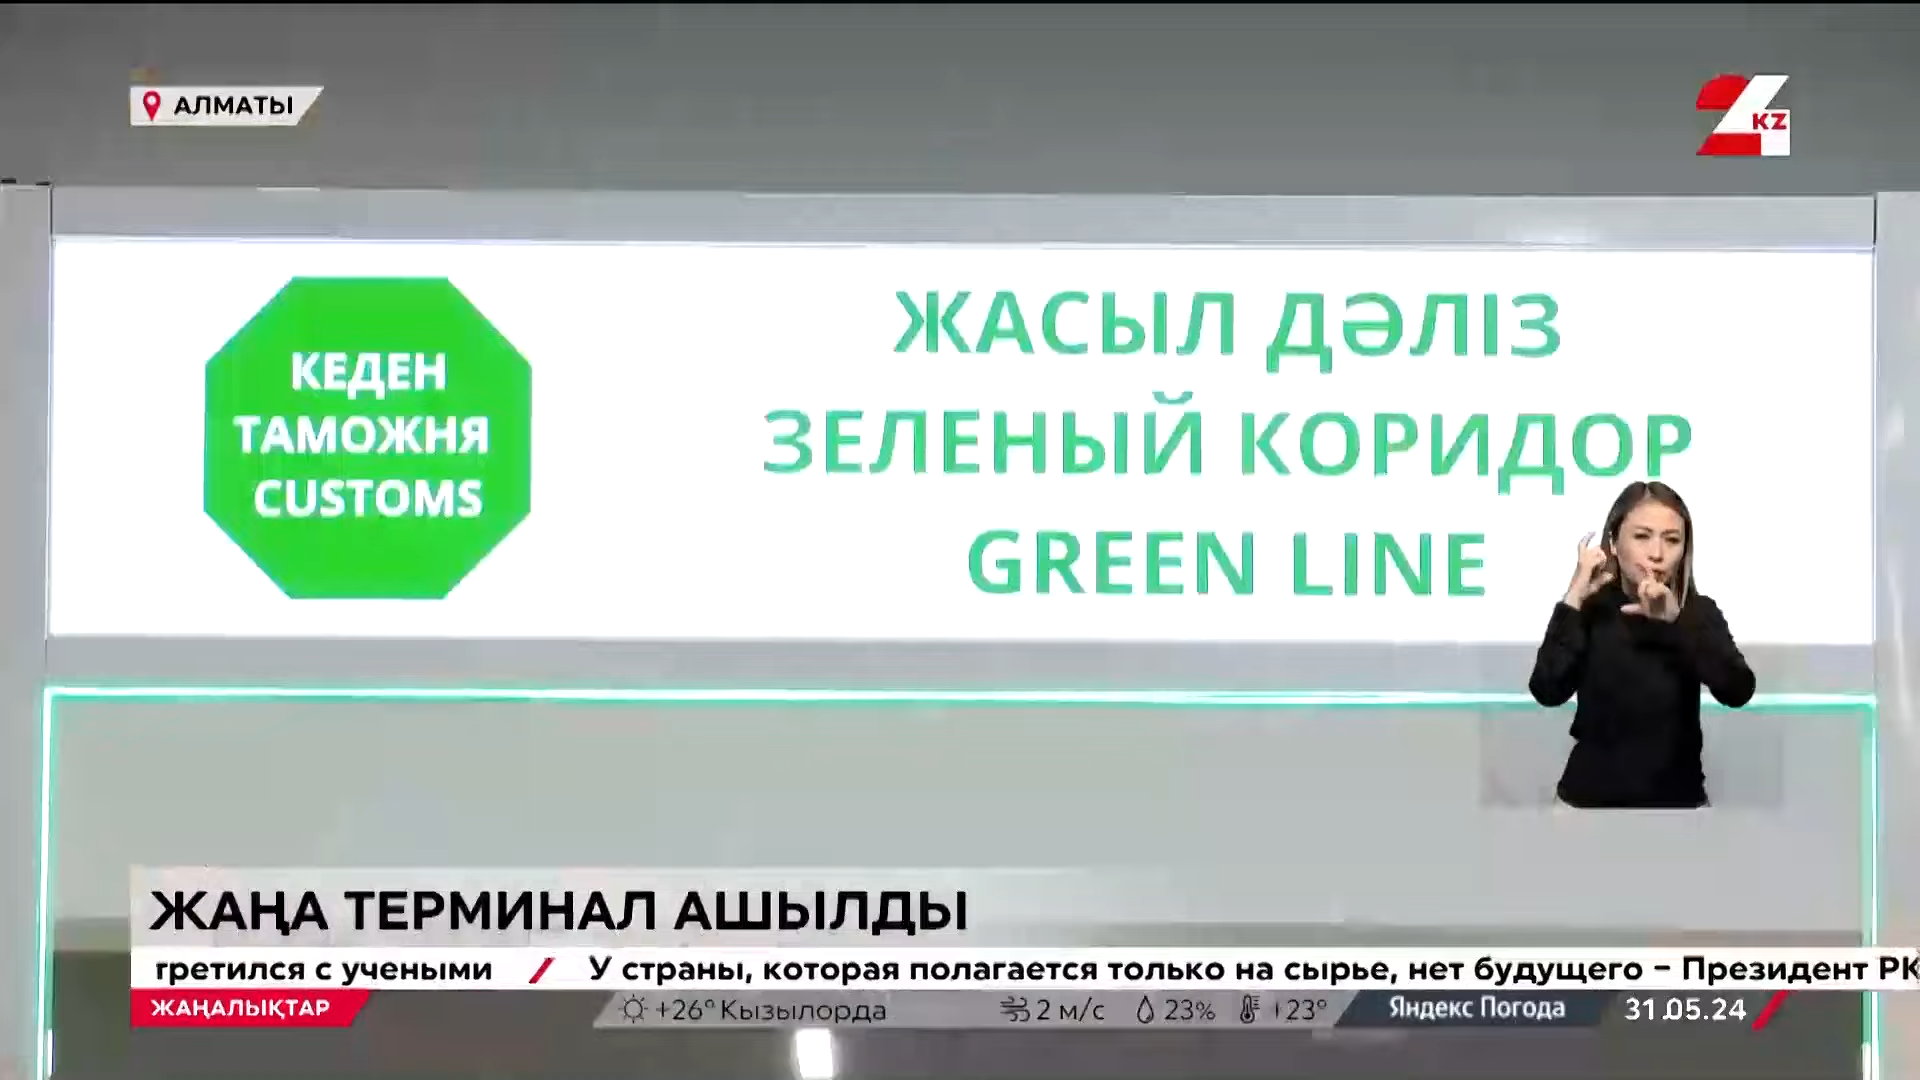 АЛМАТЫ
24 KZ
КЕДЕН
ТАМОЖНЯ
CUSTOMS
ЖАСЫЛ ДӘЛІЗ
ЗЕЛЕНЫЙ КОРИДОР
GREEN LINE
ЖАҢА ТЕРМИНАЛ АШЫЛДЫ
гретился с учеными / У страны, которая полагается только на сырье, нет будущего – Президент РК
ЖАҢАЛЫҚТАР +26° Кызылорда 2 м/с 23% +23° Яндекс Погода 31.05.24